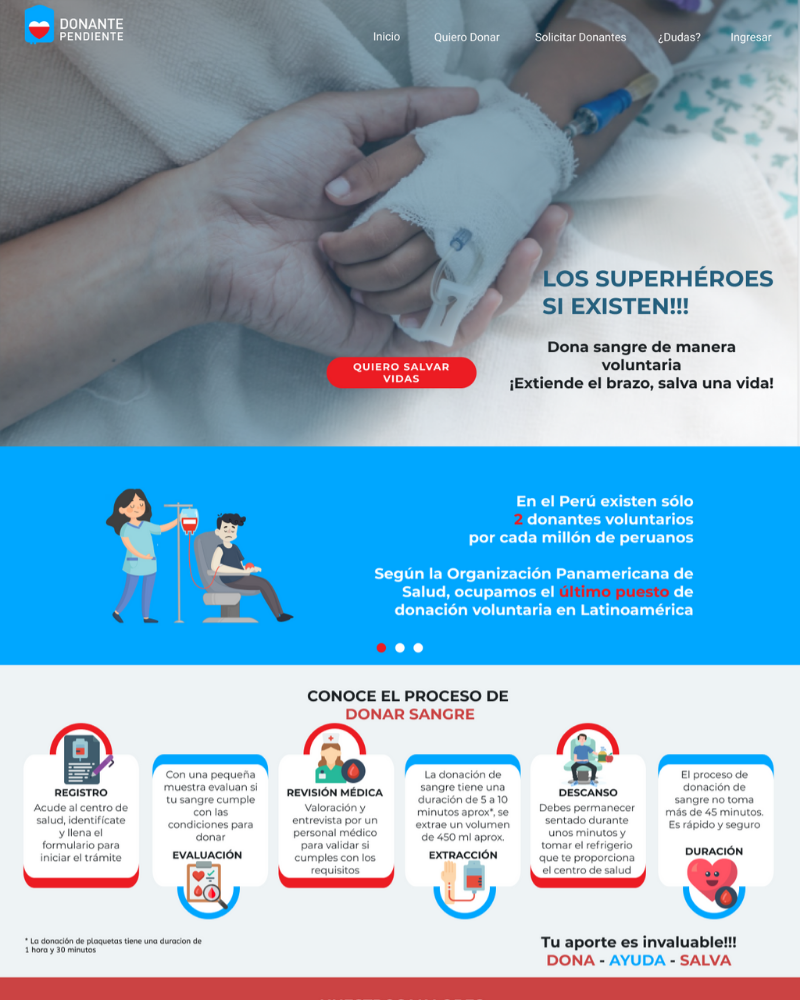 DONANTE
PENDIENTE
Inicio
Quiero Donar
Solicitar Donantes
¿Dudas?
Ingresar
LOS SUPERHÉROES
SI EXISTEN!!!
Dona sangre de manera
voluntaria
¡Extiende el brazo, salva una vida!
QUIERO SALVAR
VIDAS
En el Perú existen sólo
2 donantes voluntarios
por cada millón de peruanos
Según la Organización Panamericana de
Salud, ocupamos el último puesto de
donación voluntaria en Latinoamérica
CONOCE EL PROCESO DE
DONAR SANGRE
REGISTRO
Acude al centro de
salud, identifícate
y llena el
formulario para
iniciar el trámite
Con una pequeña
muestra evaluan si
tu sangre cumple
con las
condiciones para
donar
EVALUACIÓN
REVISIÓN MÉDICA
Valoración y
entrevista por un
personal médico
para validar si
cumples con los
requisitos
La donación de
sangre tiene una
duración de 5 a 10
minutos aprox*, se
extrae un volumen
de 450 ml aprox.
EXTRACCIÓN
DESCANSO
Debes permanecer
sentado durante
unos minutos y
tomar el refrigerio
que te proporciona
el centro de salud
El proceso de
donación de
sangre no toma
más de 45 minutos.
Es rápido y seguro
DURACIÓN
* La donación de plaquetas tiene una duracion de
1 hora y 30 minutos
Tu aporte es invaluable!!!
DONA - AYUDA - SALVA